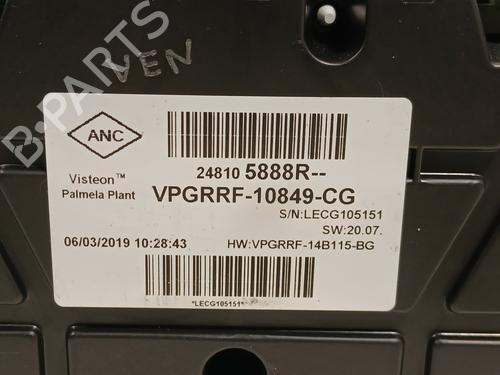 VEN
B-PARTS
ANC
Visteon™
Palmela Plant
24810 5888R--
VPGRRF-10849-CG
S/N:LECG105151
SW:20.07.
06/03/2019 10:28:43
HW:VPGRRF-14B115-BG
*LECG105151*